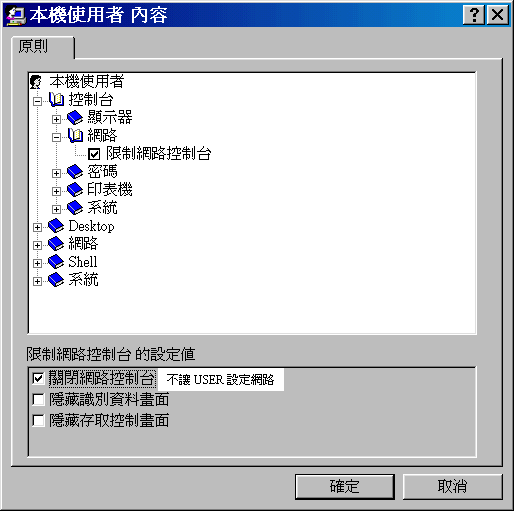 本機使用者 內容
原則
本機使用者
控制台
顯示器
網路
限制網路控制台
密碼
印表機
系統
Desktop
網路
Shell
系統
限制網路控制台 的設定值
關閉網路控制台 不讓 USER 設定網路
隱藏識別資料畫面
隱藏存取控制畫面
確定 取消